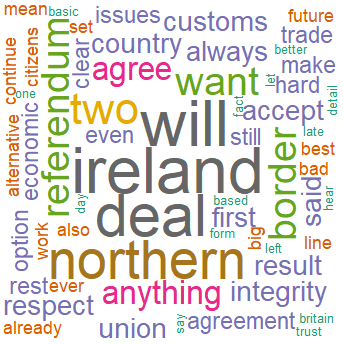 mean basic issues customs future
set trade
citizens country always make
continue clear better
one agree want let hard
alternative economic referendum two will fact detail
even still accept
ireland late
best
bad
day deal border said hear
option work also based first
form big left line
northern result
rest ever
respect anything integrity
already union say agreement britain
trust